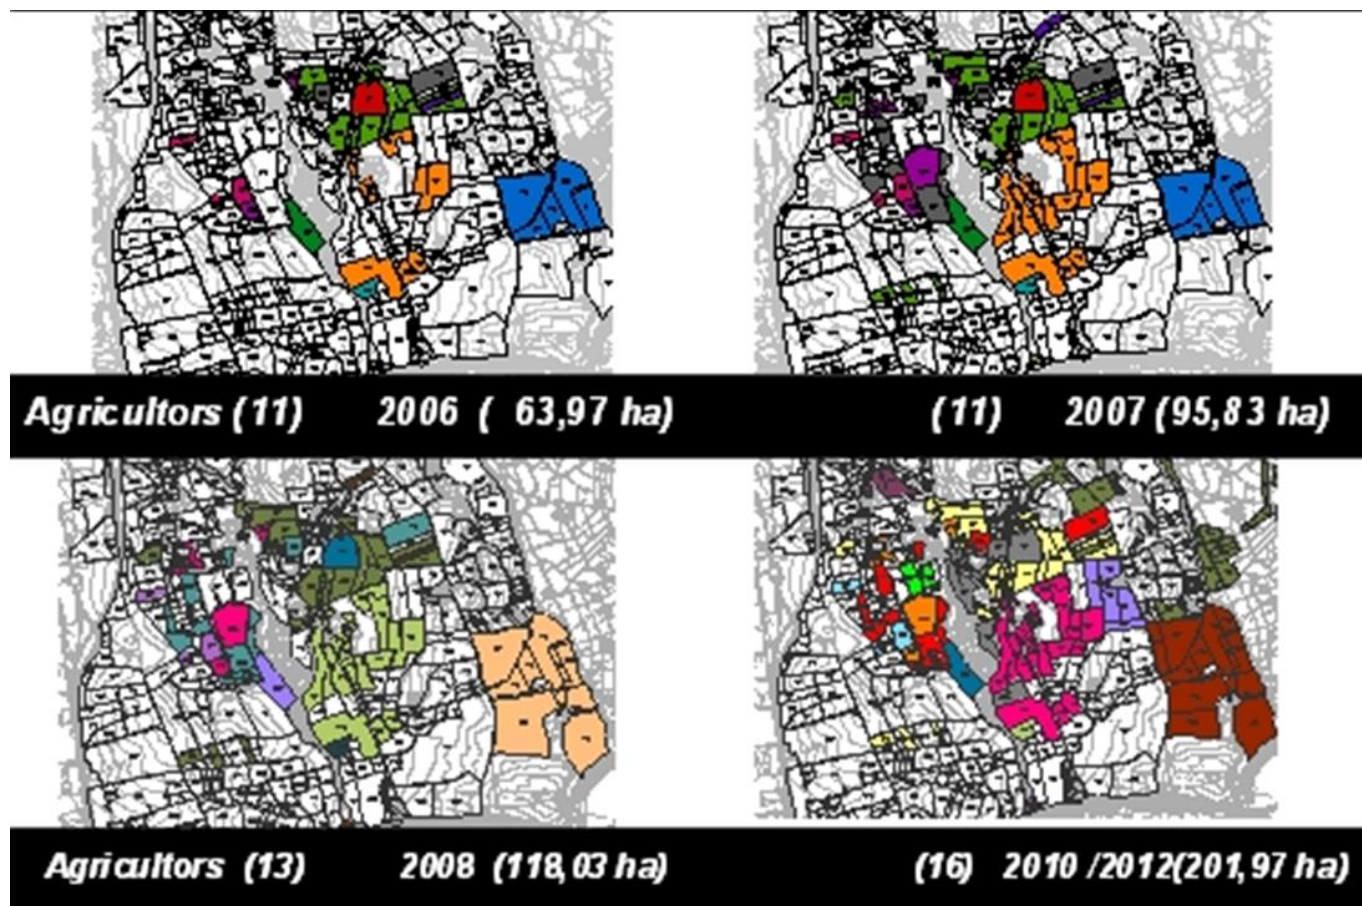 Agricultors (11) 2006 ( 63,97 ha) (11) 2007 (95,83 ha)
Agricultors (13) 2008 (118,03 ha) (16) 2010 /2012(201,97 ha)